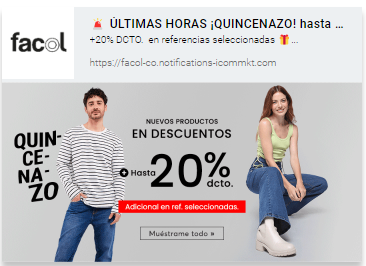 facol
🚨 ÚLTIMAS HORAS ¡QUINCENAZO! hasta ...
+20% DCTO. en referencias seleccionadas 🎁 ...
https://facol-co.notifications-icommkt.com
QUIN-
CE-
NA-
ZO
NUEVOS PRODUCTOS
EN DESCUENTOS
Hasta 20% dcto.
Adicional en ref. seleccionadas.
Muéstrame todo »